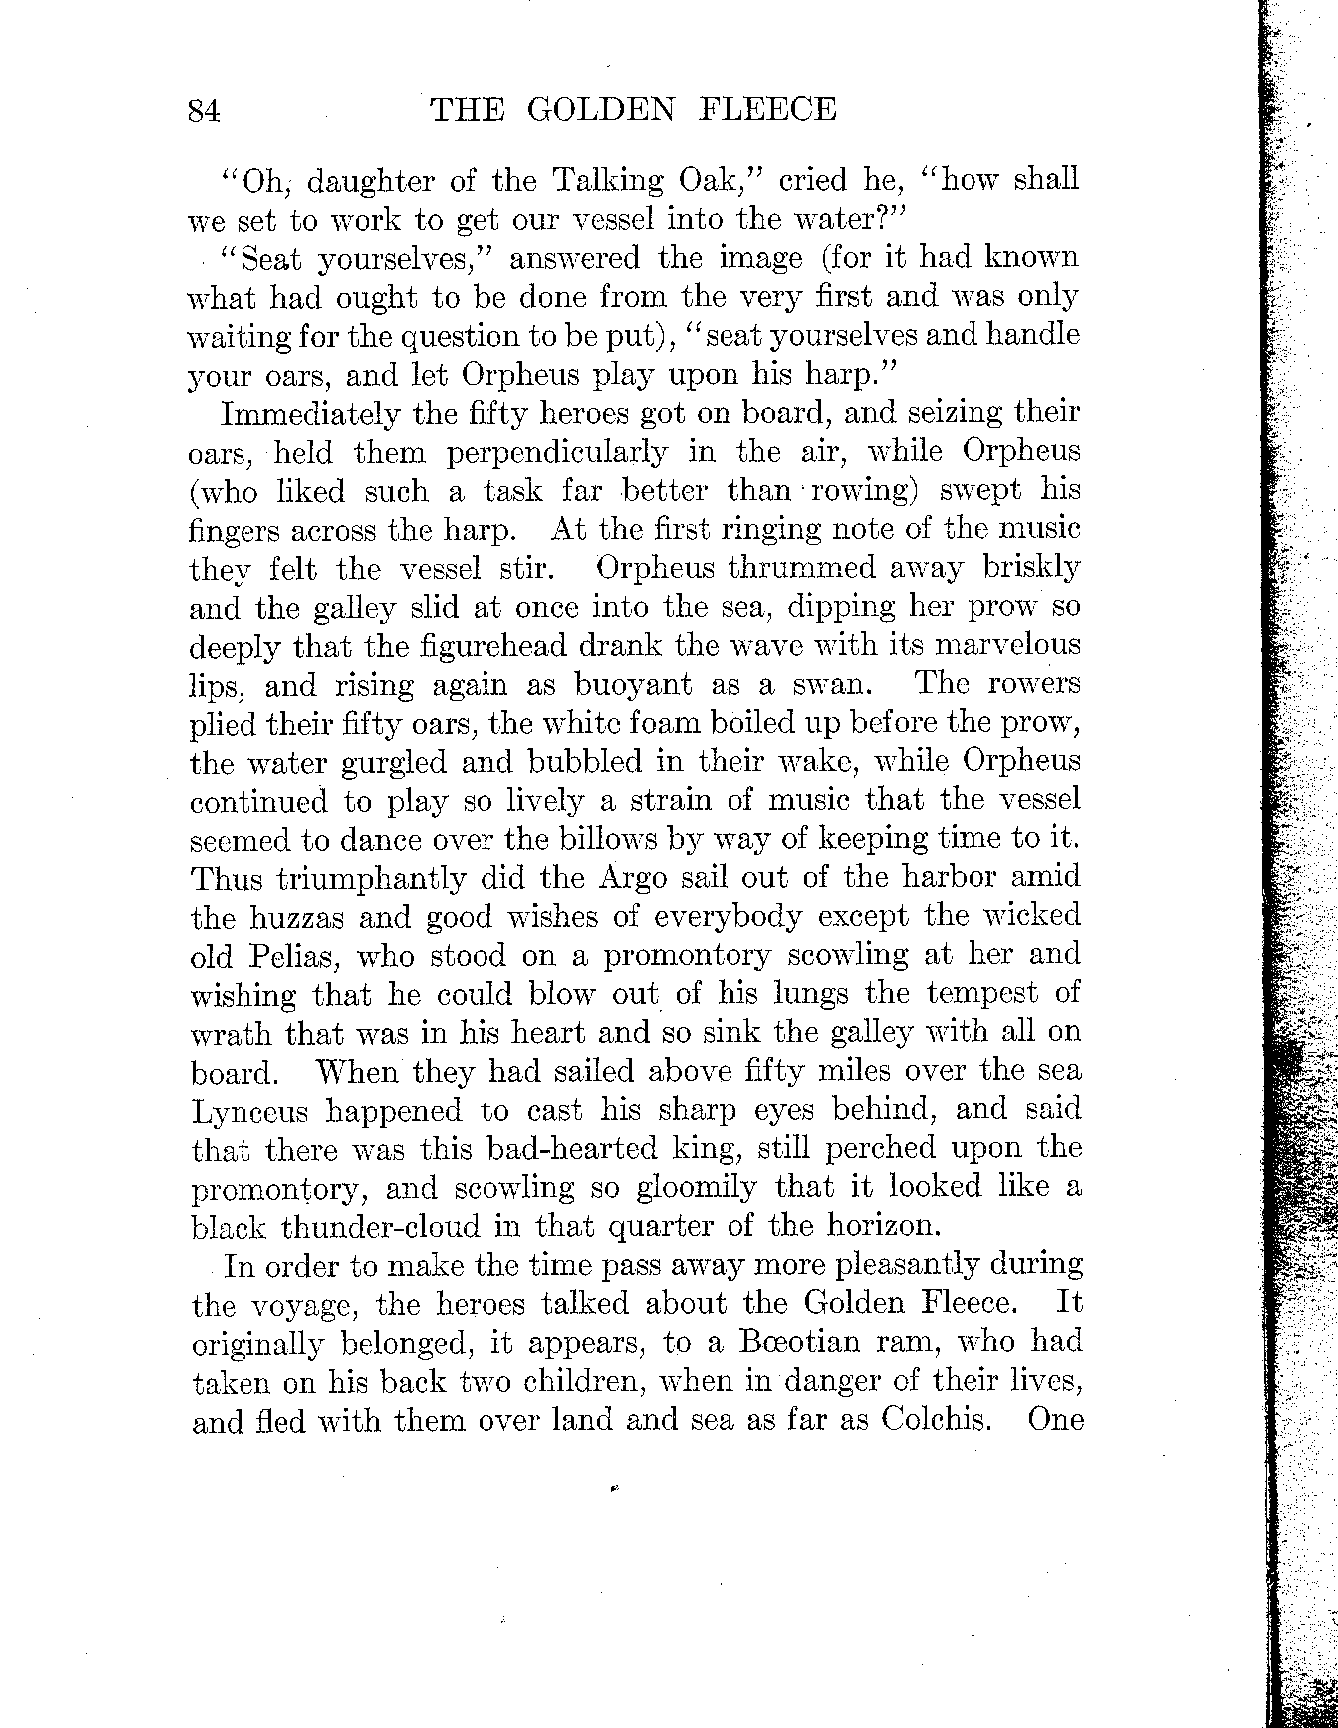 84 THE GOLDEN FLEECE
"Oh, daughter of the Talking Oak," cried he, "how shall
we set to work to get our vessel into the water?"
"Seat yourselves," answered the image (for it had known
what had ought to be done from the very first and was only
waiting for the question to be put), "seat yourselves and handle
your oars, and let Orpheus play upon his harp."
Immediately the fifty heroes got on board, and seizing their
oars, held them perpendicularly in the air, while Orpheus
(who liked such a task far better than rowing) swept his
fingers across the harp. At the first ringing note of the music
they felt the vessel stir. Orpheus thrummed away briskly
and the galley slid at once into the sea, dipping her prow so
deeply that the figurehead drank the wave with its marvelous
lips, and rising again as buoyant as a swan. The rowers
plied their fifty oars, the white foam boiled up before the prow,
the water gurgled and bubbled in their wake, while Orpheus
continued to play so lively a strain of music that the vessel
seemed to dance over the billows by way of keeping time to it.
Thus triumphantly did the Argo sail out of the harbor amid
the huzzas and good wishes of everybody except the wicked
old Pelias, who stood on a promontory scowling at her and
wishing that he could blow out of his lungs the tempest of
wrath that was in his heart and so sink the galley with all on
board. When they had sailed above fifty miles over the sea
Lynceus happened to cast his sharp eyes behind, and said
that there was this bad-hearted king, still perched upon the
promontory, and scowling so gloomily that it looked like a
black thunder-cloud in that quarter of the horizon.
In order to make the time pass away more pleasantly during
the voyage, the heroes talked about the Golden Fleece. It
originally belonged, it appears, to a Bœotian ram, who had
taken on his back two children, when in danger of their lives,
and fled with them over land and sea as far as Colchis. One